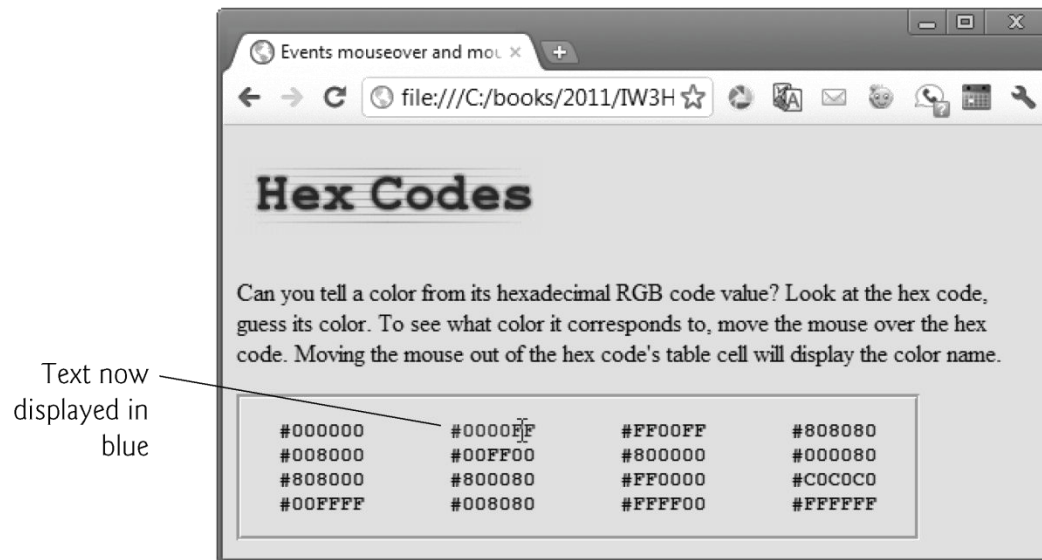 Events mouseover and mou
file:///C:/books/2011/IW3H
Hex Codes
Can you tell a color from its hexadecimal RGB code value? Look at the hex code,
guess its color. To see what color it corresponds to, move the mouse over the hex
code. Moving the mouse out of the hex code's table cell will display the color name.
Text now
displayed in
blue
#000000 #0000FF #FF00FF #808080
#008000 #00FF00 #800000 #000080
#808000 #800080 #FF0000 #C0C0C0
#00FFFF #008080 #FFFF00 #FFFFFF